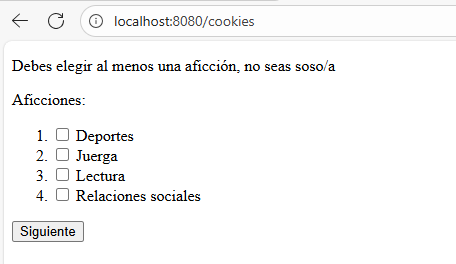 localhost:8080/cookies
Debes elegir al menos una afición, no seas soso/a
Aficciones:
1. Deportes
2. Juerga
3. Lectura
4. Relaciones sociales
Siguiente